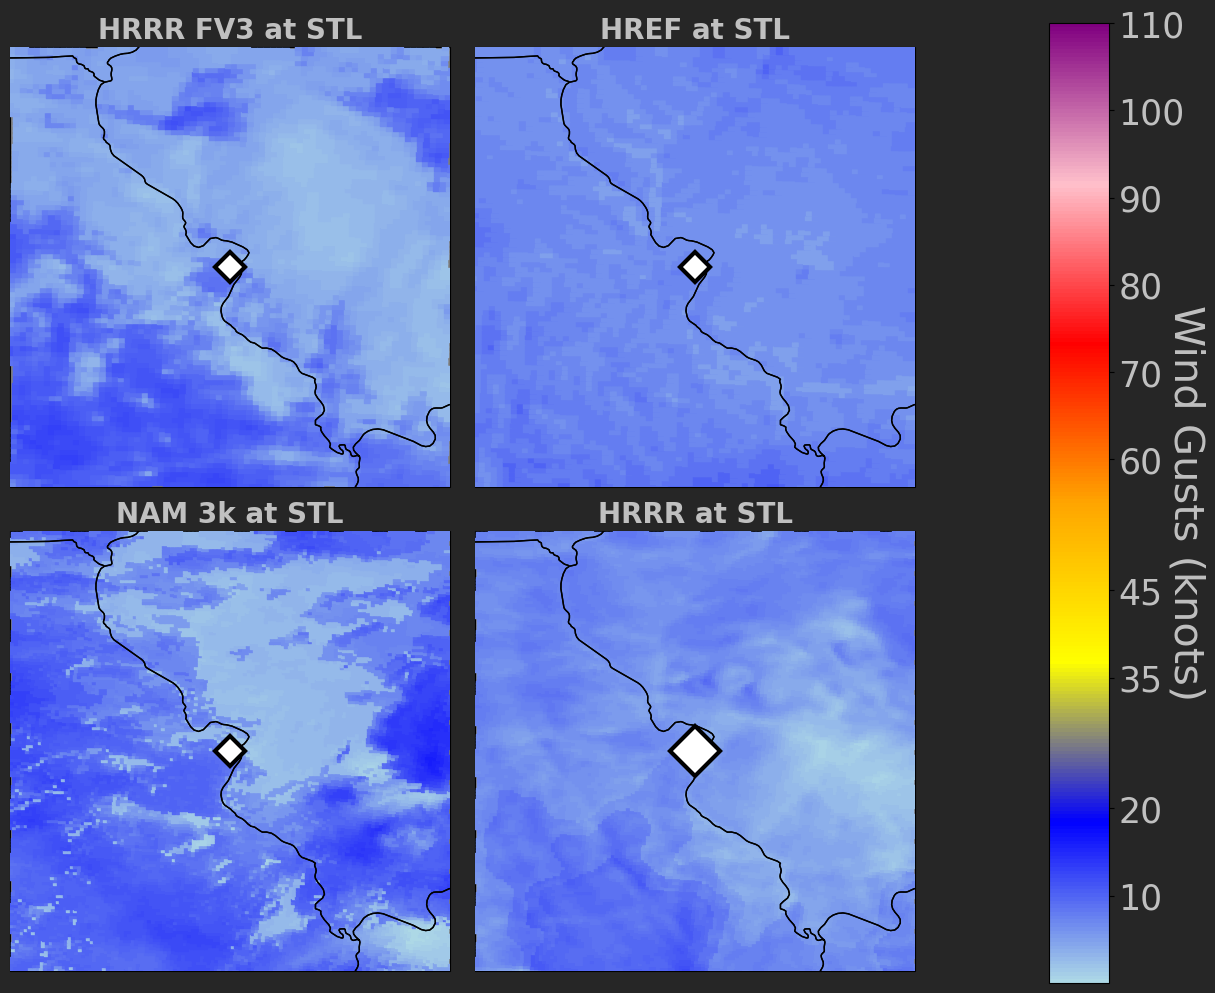 HRRR FV3 at STL
HREF at STL
NAM 3k at STL
HRRR at STL
110
100
90
80
70
60
45
35
20
10
Wind Gusts (knots)